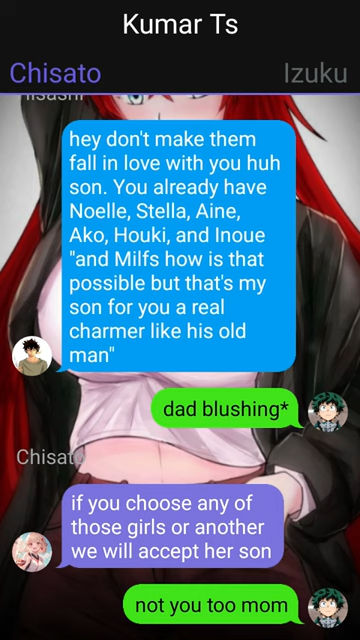 Kumar Ts
Chisato
Izuku
Hisashi
hey don't make them
fall in love with you huh
son. You already have
Noelle, Stella, Aine,
Ako, Houki, and Inoue
"and Milfs how is that
possible but that's my
son for you a real
charmer like his old
man"
dad blushing*
Chisato
if you choose any of
those girls or another
we will accept her son
not you too mom